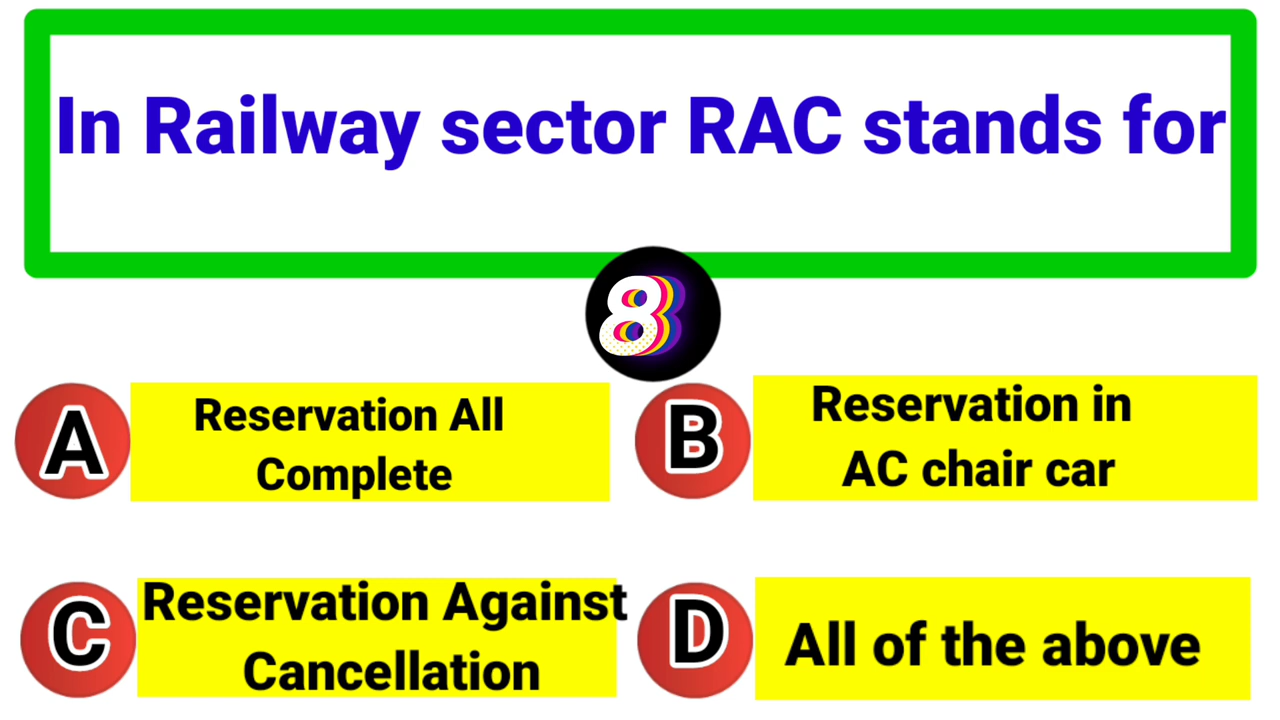 In Railway sector RAC stands for
8
A
Reservation All
Complete
B
Reservation in
AC chair car
C
Reservation Against
Cancellation
D
All of the above